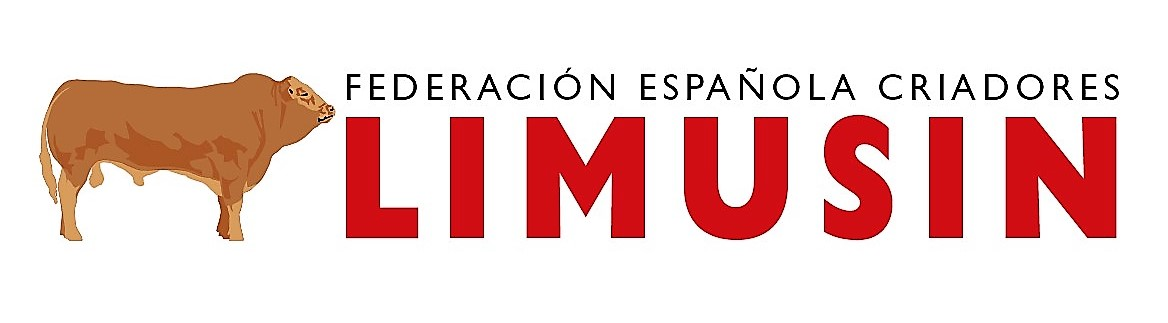 FEDERACIÓN ESPAÑOLA CRIADORES
LIMUSIN